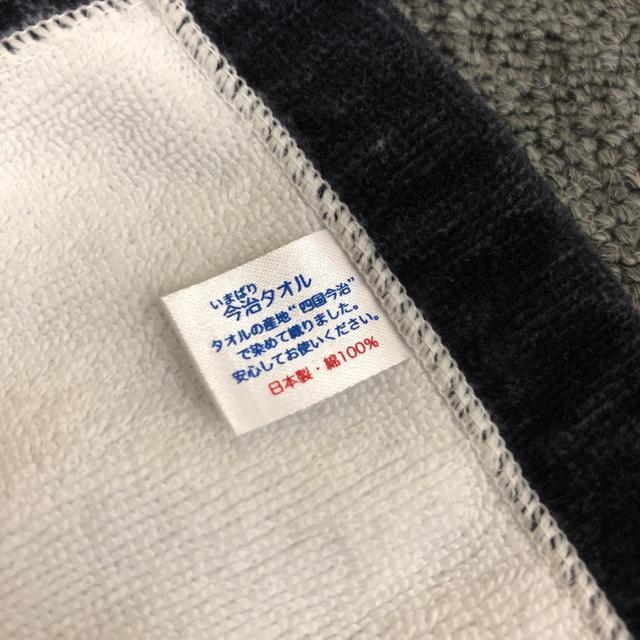 いまばり
今治タオル
タオルの産地"四国今治"
で染めて織りました。
安心してお使いください。
日本製・綿100%